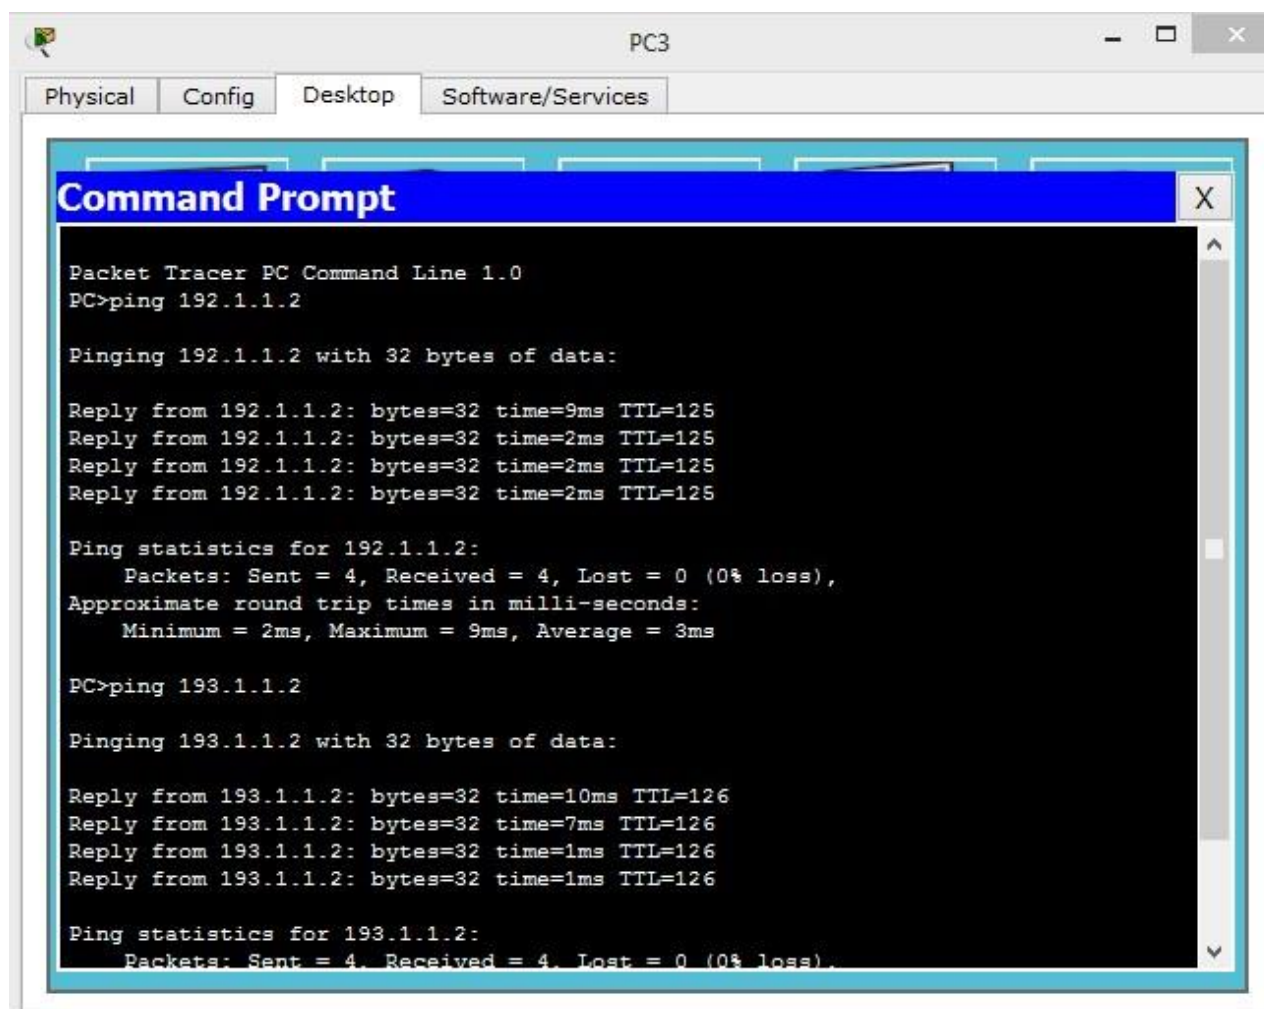 PC3
Physical Config Desktop Software/Services
Command Prompt X
Packet Tracer PC Command Line 1.0
PC>ping 192.1.1.2
Pinging 192.1.1.2 with 32 bytes of data:
Reply from 192.1.1.2: bytes=32 time=9ms TTL=125
Reply from 192.1.1.2: bytes=32 time=2ms TTL=125
Reply from 192.1.1.2: bytes=32 time=2ms TTL=125
Reply from 192.1.1.2: bytes=32 time=2ms TTL=125
Ping statistics for 192.1.1.2:
Packets: Sent = 4, Received = 4, Lost = 0 (0% loss),
Approximate round trip times in milli-seconds:
Minimum = 2ms, Maximum = 9ms, Average = 3ms
PC>ping 193.1.1.2
Pinging 193.1.1.2 with 32 bytes of data:
Reply from 193.1.1.2: bytes=32 time=10ms TTL=126
Reply from 193.1.1.2: bytes=32 time=7ms TTL=126
Reply from 193.1.1.2: bytes=32 time=1ms TTL=126
Reply from 193.1.1.2: bytes=32 time=1ms TTL=126
Ping statistics for 193.1.1.2:
Packets: Sent = 4, Received = 4, Lost = 0 (0% loss),